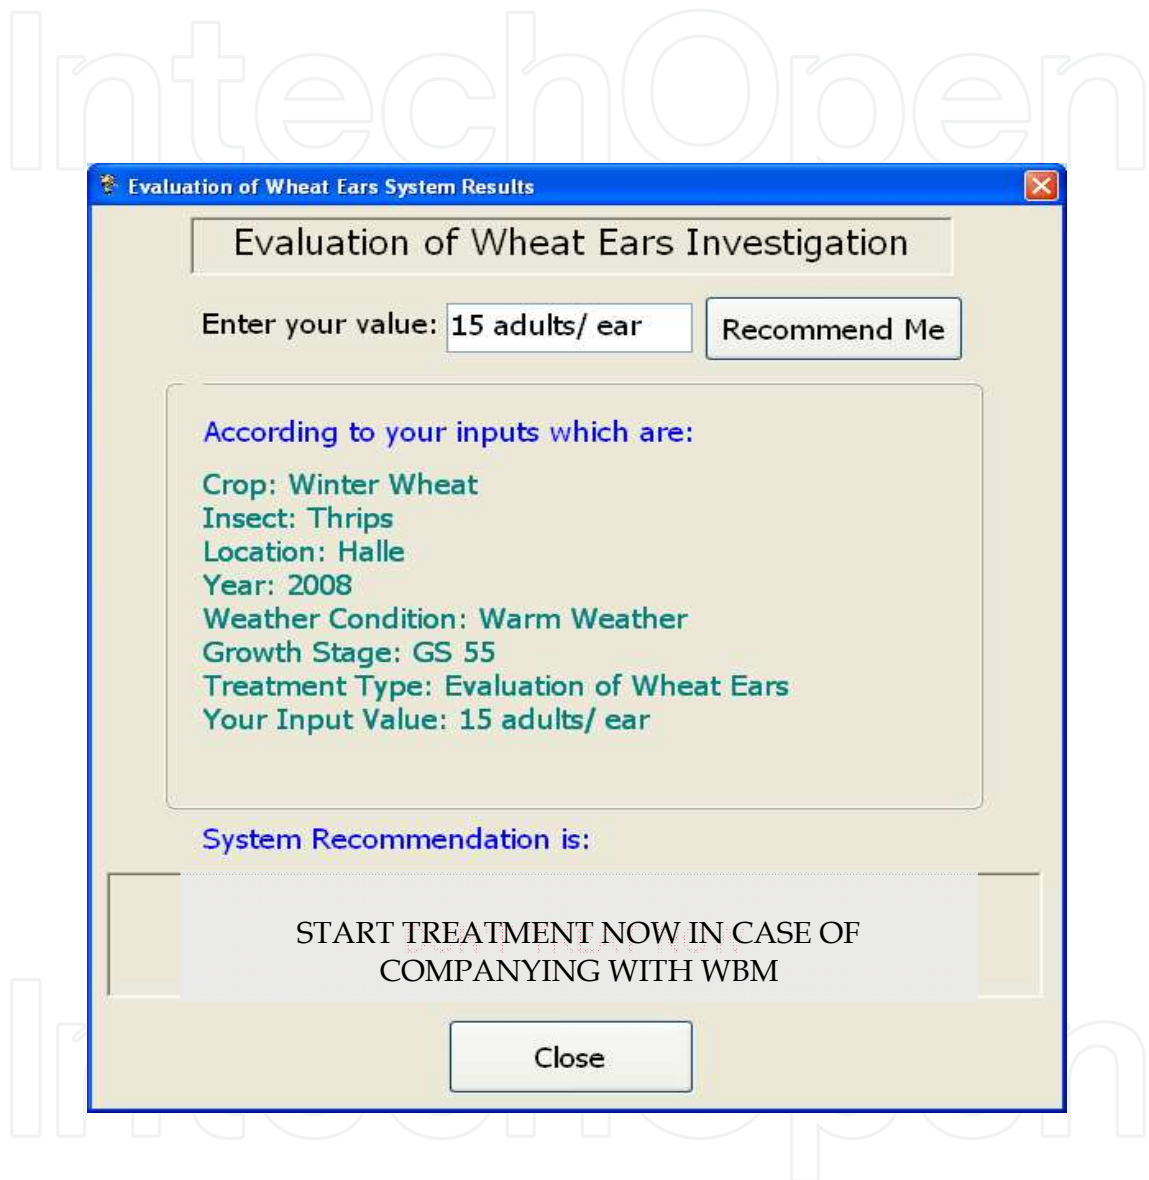 IntechOpen
Evaluation of Wheat Ears System Results
Evaluation of Wheat Ears Investigation
Enter your value: 15 adults/ ear Recommend Me
According to your inputs which are:
Crop: Winter Wheat
Insect: Thrips
Location: Halle
Year: 2008
Weather Condition: Warm Weather
Growth Stage: GS 55
Treatment Type: Evaluation of Wheat Ears
Your Input Value: 15 adults/ ear
System Recommendation is:
START TREATMENT NOW IN CASE OF
COMPANYING WITH WBM
Close
IntechOpen